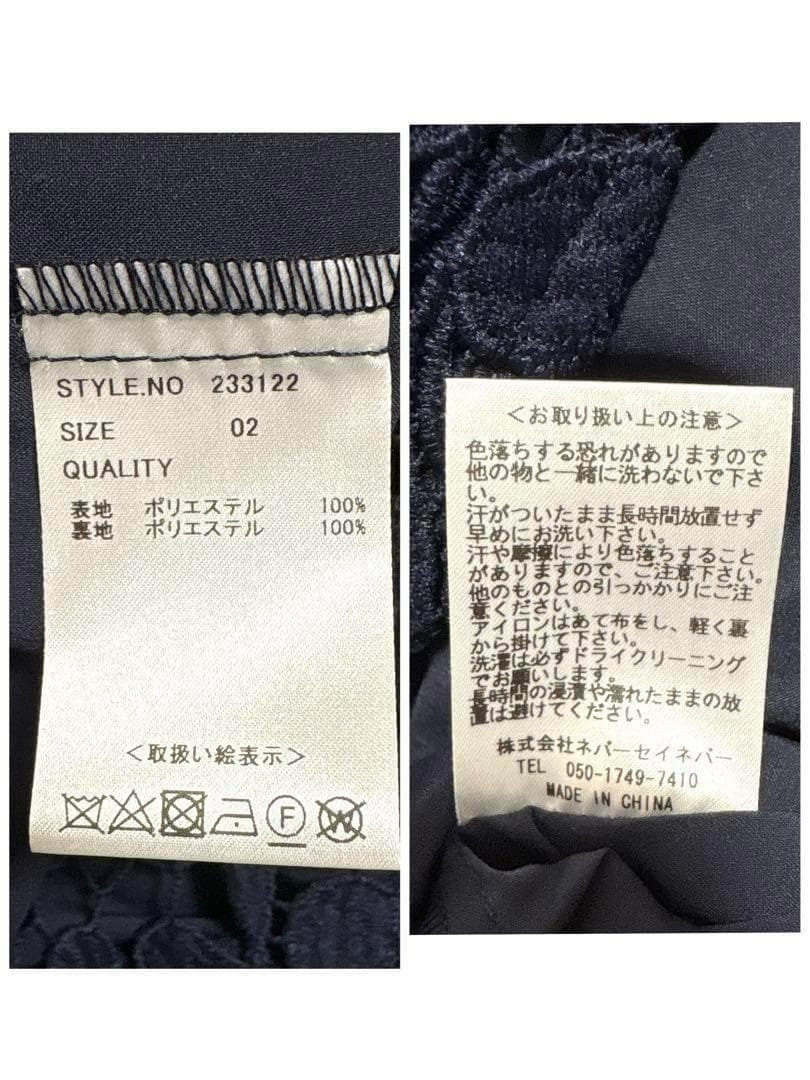 STYLE.NO 233122
SIZE 02
QUALITY
表地 ポリエステル 100%
裏地 ポリエステル 100%
<取扱い絵表示>
F
W
<お取り扱い上の注意>
色落ちする恐れがありますので
他の物と一緒に洗わないで下さ
い。
汗がついたまま長時間放置せず
早めにお洗い下さい。
汗や摩擦により色落ちすること
がありますので、ご注意下さい。
他のものとの引っかかりにご注
意ください。
アイロンはあて布をし、軽く裏
から掛けて下さい。
洗濯は必ずドライクリーニング
でお願いします。
長時間の浸漬や濡れたままの放
置は避けてください。
株式会社ネバーセイネバー
TEL 050-1749-7410
MADE IN CHINA